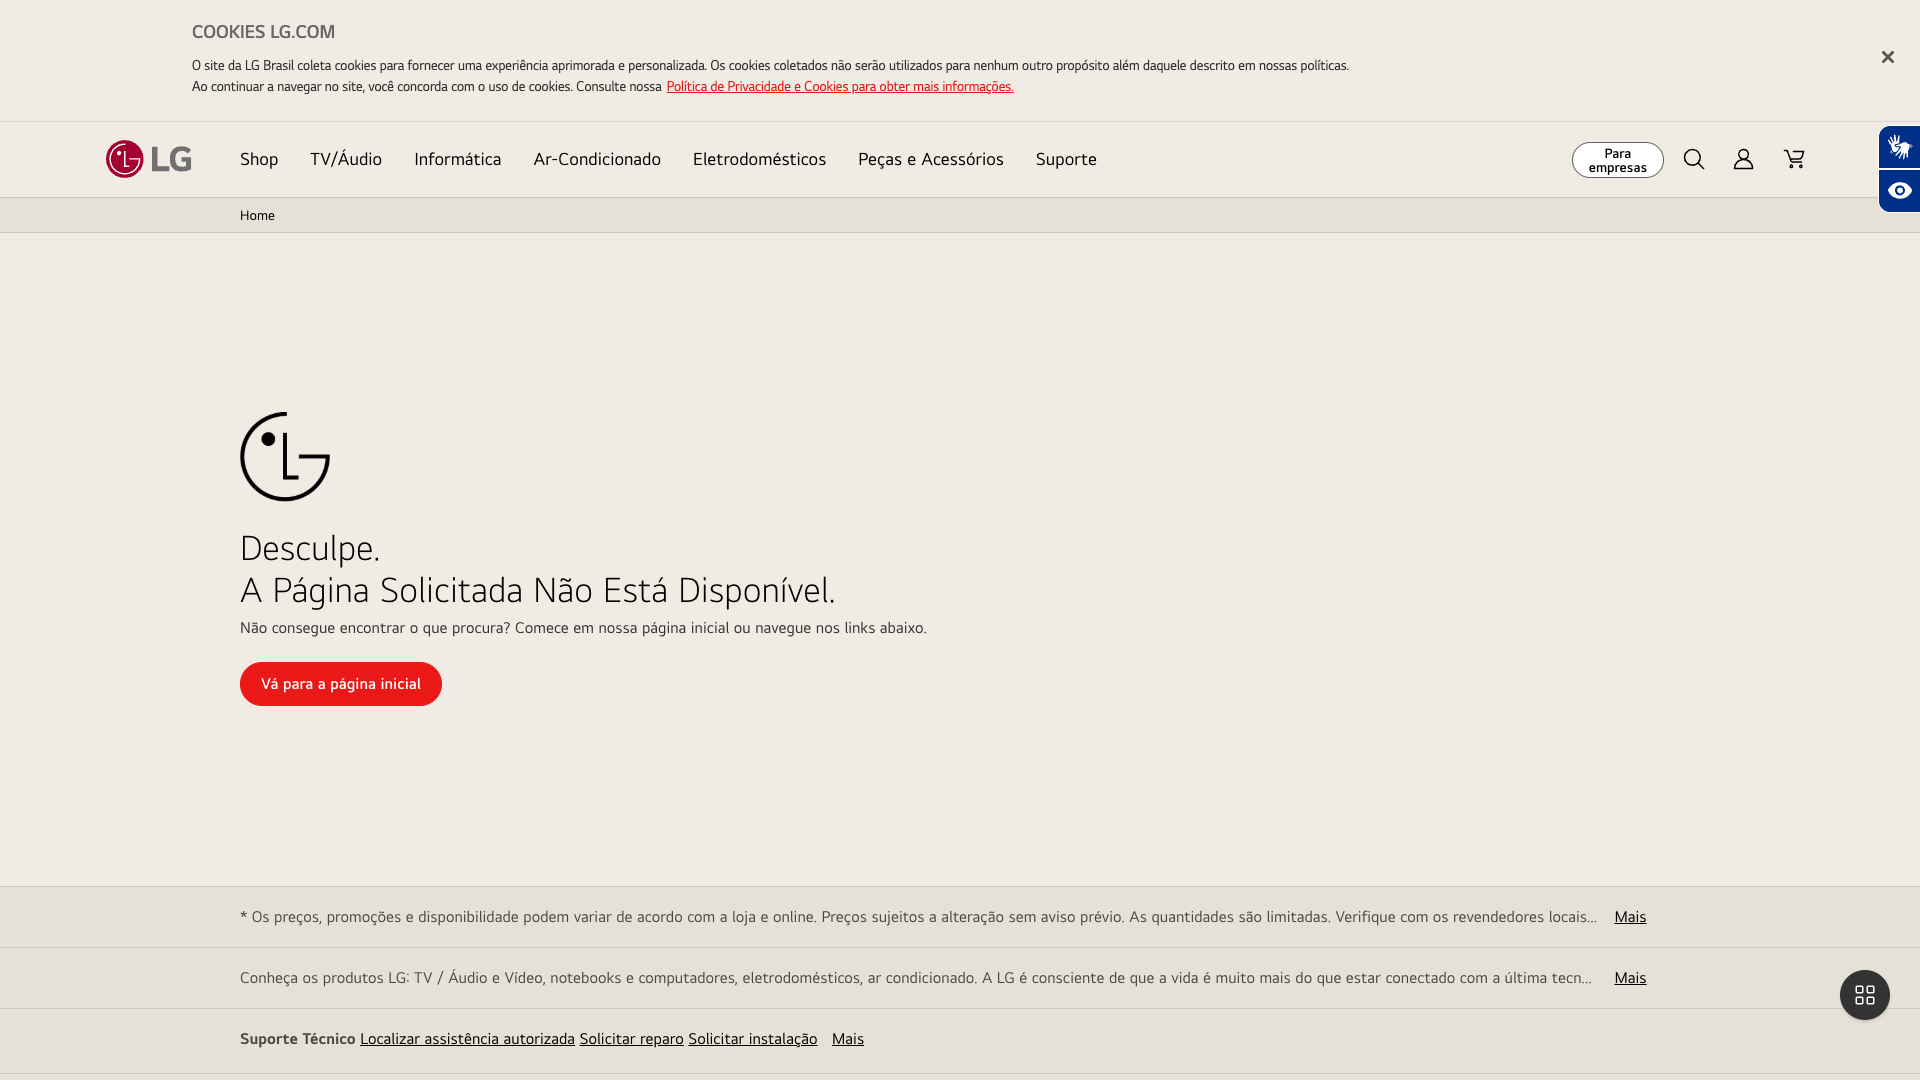 COOKIES LG.COM
O site da LG Brasil coleta cookies para fornecer uma experiência aprimorada e personalizada. Os cookies coletados não serão utilizados para nenhum outro propósito além daquele descrito em nossas políticas.
Ao continuar a navegar no site, você concorda com o uso de cookies. Consulte nossa Política de Privacidade e Cookies para obter mais informações.
LG Shop TV/Áudio Informática Ar-Condicionado Eletrodomésticos Peças e Acessórios Suporte
Para
empresas
Home
Desculpe.
A Página Solicitada Não Está Disponível.
Não consegue encontrar o que procura? Comece em nossa página inicial ou navegue nos links abaixo.
Vá para a página inicial
* Os preços, promoções e disponibilidade podem variar de acordo com a loja e online. Preços sujeitos a alteração sem aviso prévio. As quantidades são limitadas. Verifique com os revendedores locais... Mais
Conheça os produtos LG: TV / Áudio e Vídeo, notebooks e computadores, eletrodomésticos, ar condicionado. A LG é consciente de que a vida é muito mais do que estar conectado com a última tecn... Mais
Suporte Técnico Localizar assistência autorizada Solicitar reparo Solicitar instalação Mais